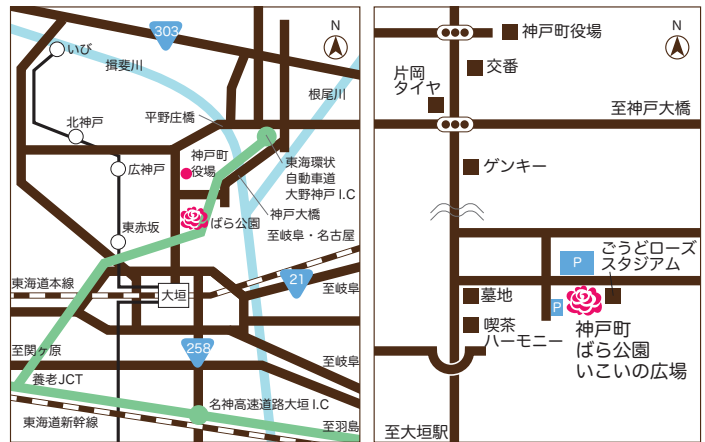 N
303
いび
揖斐川
根尾川
平野庄橋
北神戸
神戸町
役場
東海環状
自動車道
大野神戸I.C
広神戸
神戸大橋
ばら公園
東赤坂
至岐阜・名古屋
東海道本線
大垣
21
至岐阜
至関ヶ原
258
至岐阜
養老JCT
名神高速道路大垣I.C
東海道新幹線
至羽島
N
神戸町役場
交番
片岡
タイヤ
至神戸大橋
ゲンキー
P
ごうどローズ
スタジアム
墓地
P
喫茶
ハーモニー
神戸町
ばら公園
いこいの広場
至大垣駅